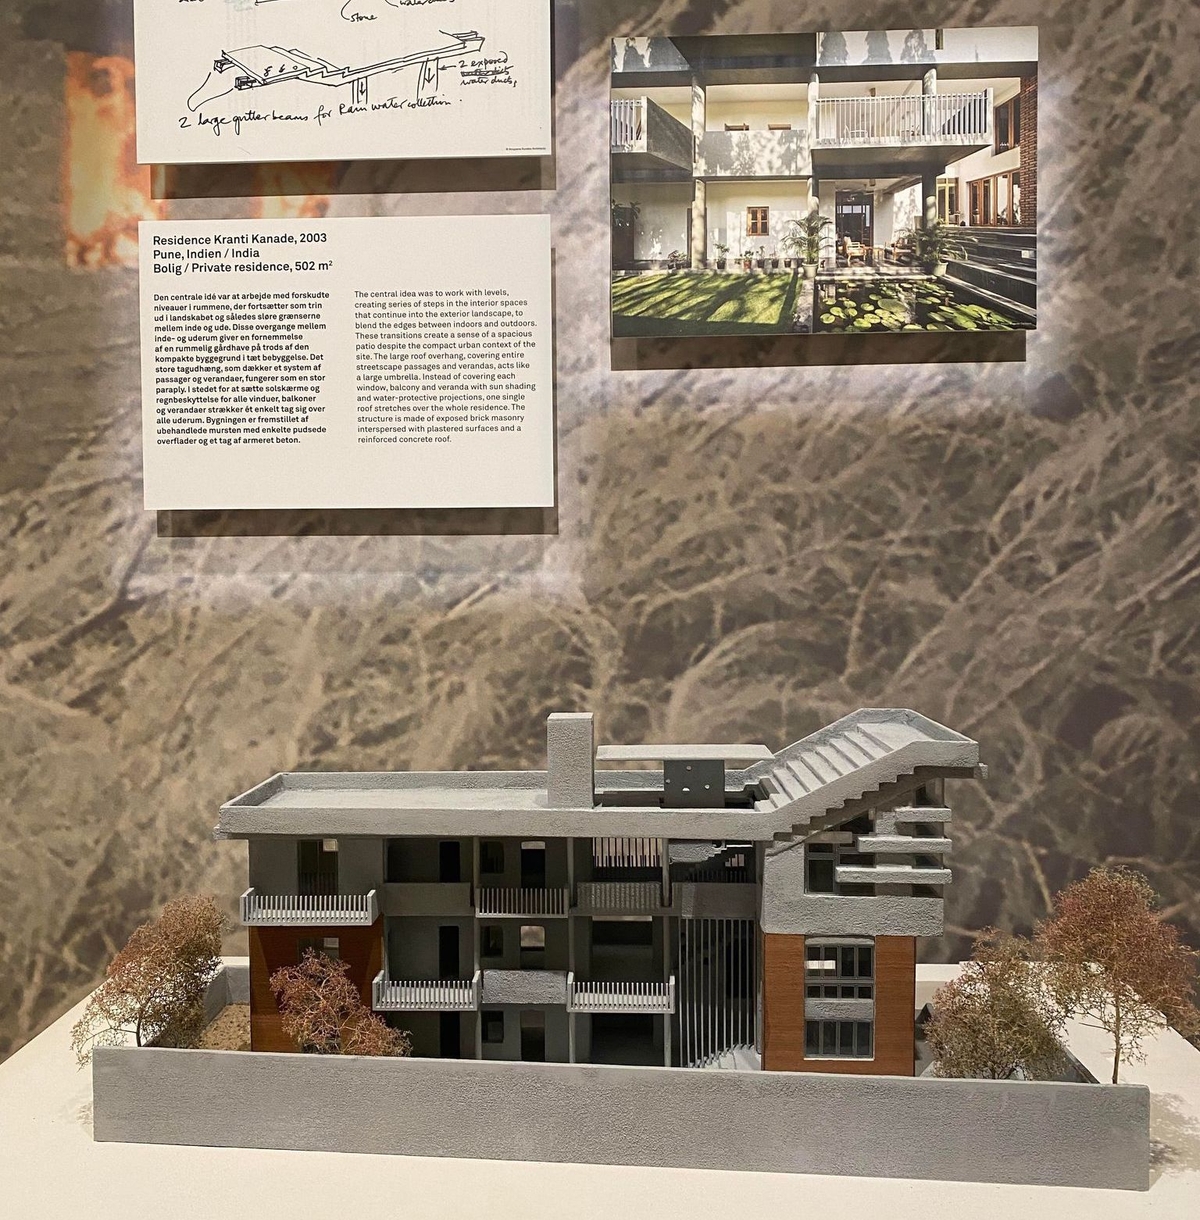 stone
2 exposed
water ducts,
2 large gutter beams for Rain water collection.
Residence Kranti Kanade, 2003
Pune, Indien / India
Bolig / Private residence, 502 m²
Den centrale idé var at arbejde med forskudte
niveauer i rummene, der fortsætter som trin
ud i landskabet og således sløre grænserne
mellem inde og ude. Disse overgange mellem
inde- og uderum giver en fornemmelse
af en rummelig gårdhave på trods af den
kompakte byggegrund i tæt bebyggelse. Det
store tagudhæng, som dækker et system af
passager og verandaer, fungerer som en stor
paraply. I stedet for at sætte solskærme og
regnbeskyttelse for alle vinduer, balkoner
og verandaer strækker ét enkelt tag sig over
alle uderum. Bygningen er fremstillet af
ubehandlede mursten med enkelte pudsede
overflader og et tag af armeret beton.
The central idea was to work with levels,
creating series of steps in the interior spaces
that continue into the exterior landscape, to
blend the edges between indoors and outdoors.
These transitions create a sense of a spacious
patio despite the compact urban context of the
site. The large roof overhang, covering entire
streetscape passages and verandas, acts like
a large umbrella. Instead of covering each
window, balcony and veranda with sun shading
and water-protective projections, one single
roof stretches over the whole residence. The
structure is made of exposed brick masonry
interspersed with plastered surfaces and a
reinforced concrete roof.